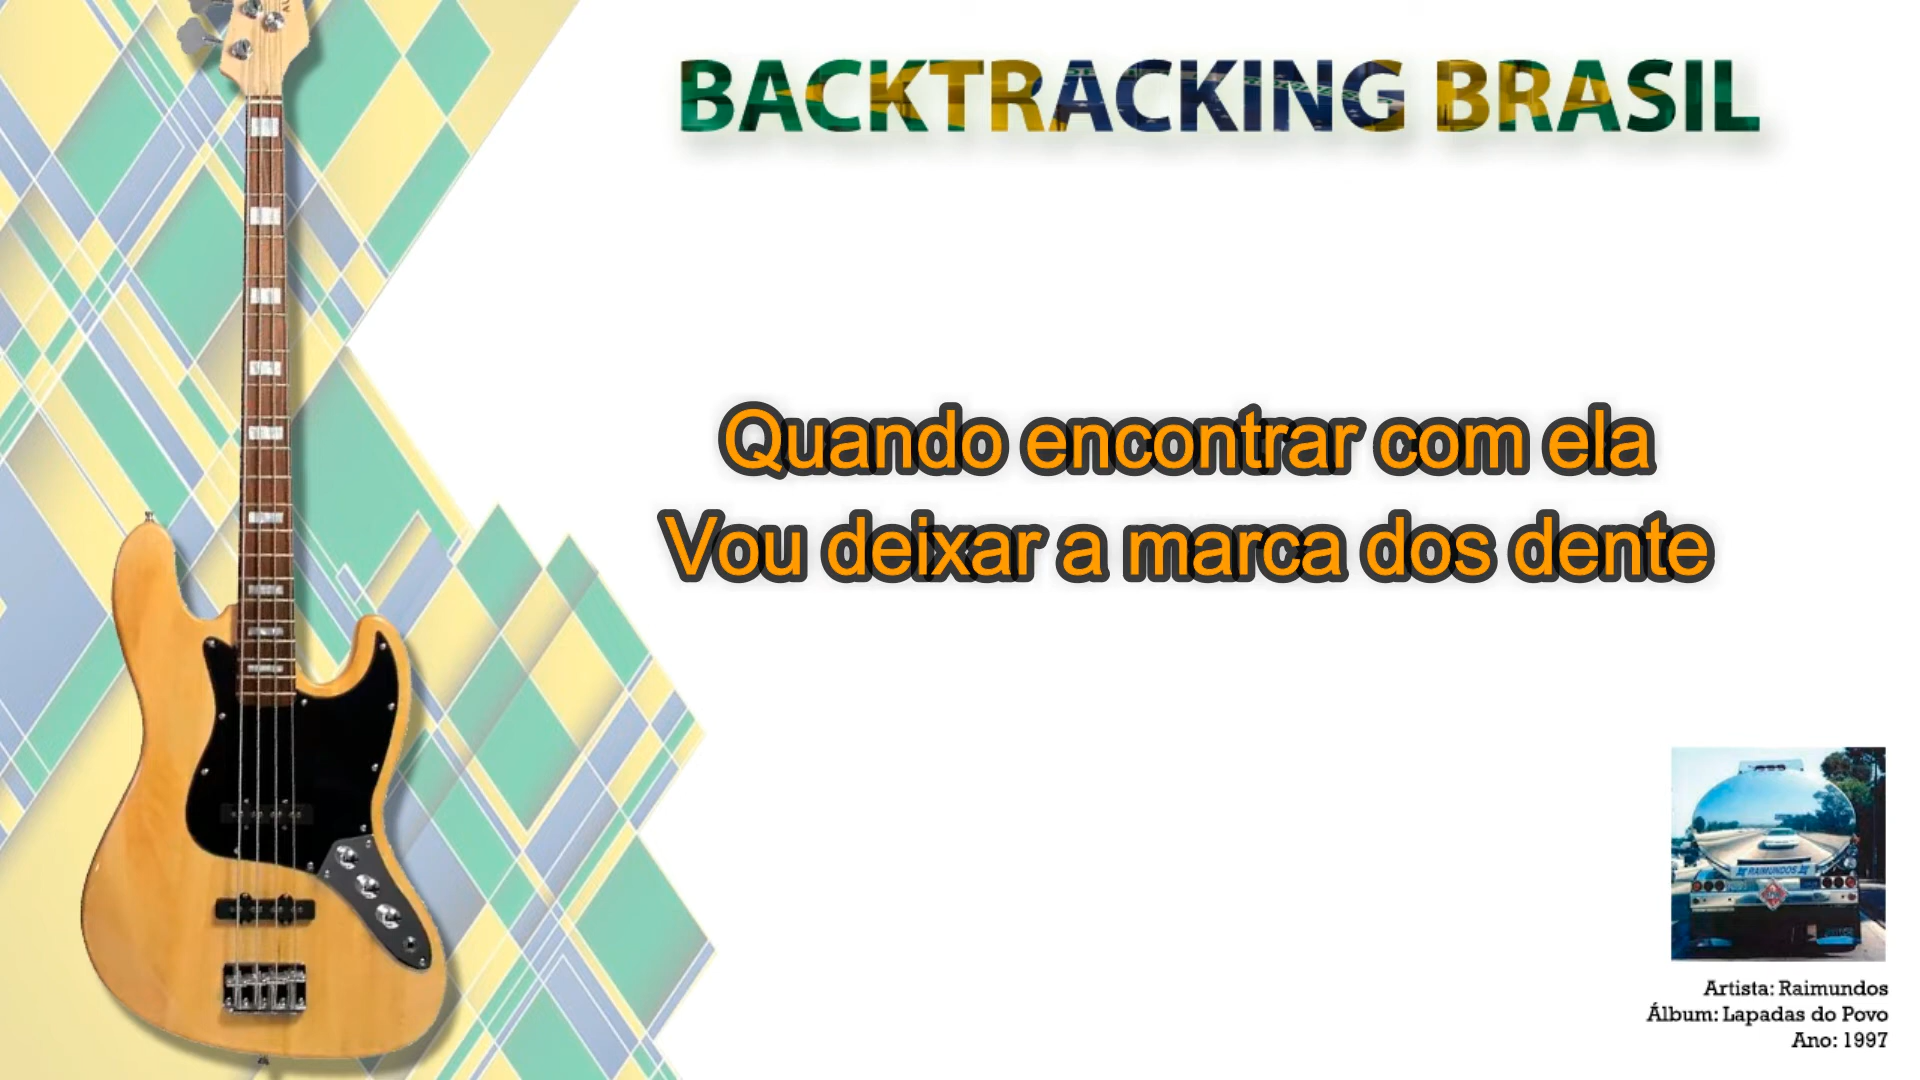 BACKTRACKING BRASIL
Quando encontrar com ela
Vou deixar a marca dos dente
RAIMUNDOS
Artista: Raimundos
Álbum: Lapadas do Povo
Ano: 1997